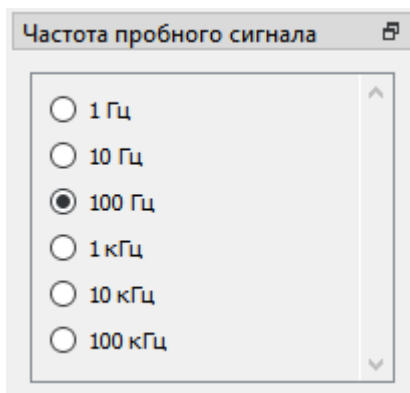 Частота пробного сигнала
1 Гц
10 Гц
100 Гц
1 кГц
10 кГц
100 кГц